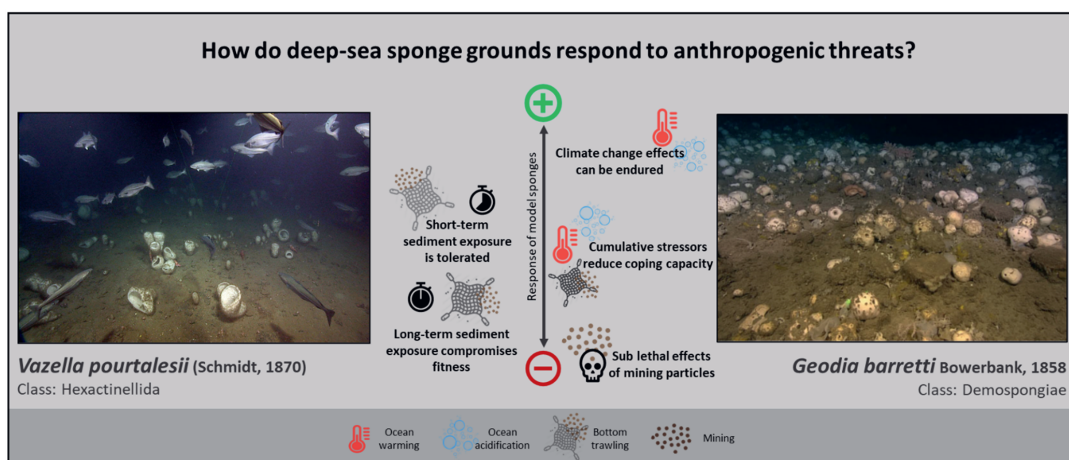 How do deep-sea sponge grounds respond to anthropogenic threats?
Climate change effects
can be endured
Response of model sponges
Short-term
sediment exposure
is tolerated
Cumulative stressors
reduce coping capacity
Long-term sediment
exposure compromises
fitness
Sub lethal effects
of mining particles
Vazella pourtalesii (Schmidt, 1870)
Class: Hexactinellida
Geodia barretti Bowerbank, 1858
Class: Demospongiae
Ocean
warming
Ocean
acidification
Bottom
trawling
Mining